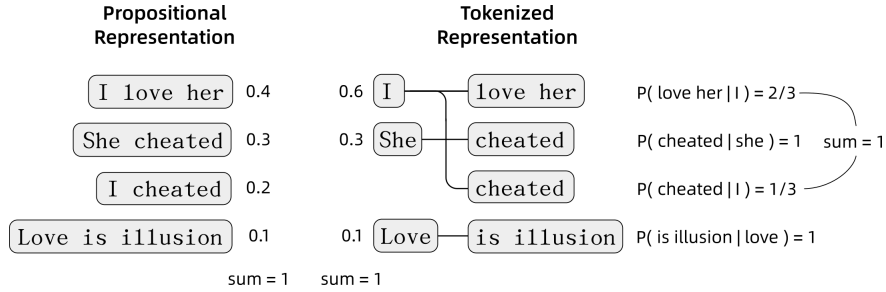 Propositional
Representation
Tokenized
Representation
I love her 0.4 0.6 I love her P( love her | I ) = 2/3
She cheated 0.3 0.3 She cheated P( cheated | she ) = 1 sum = 1
I cheated 0.2 cheated P( cheated | I ) = 1/3
Love is illusion 0.1 0.1 Love is illusion P( is illusion | love ) = 1
sum = 1 sum = 1